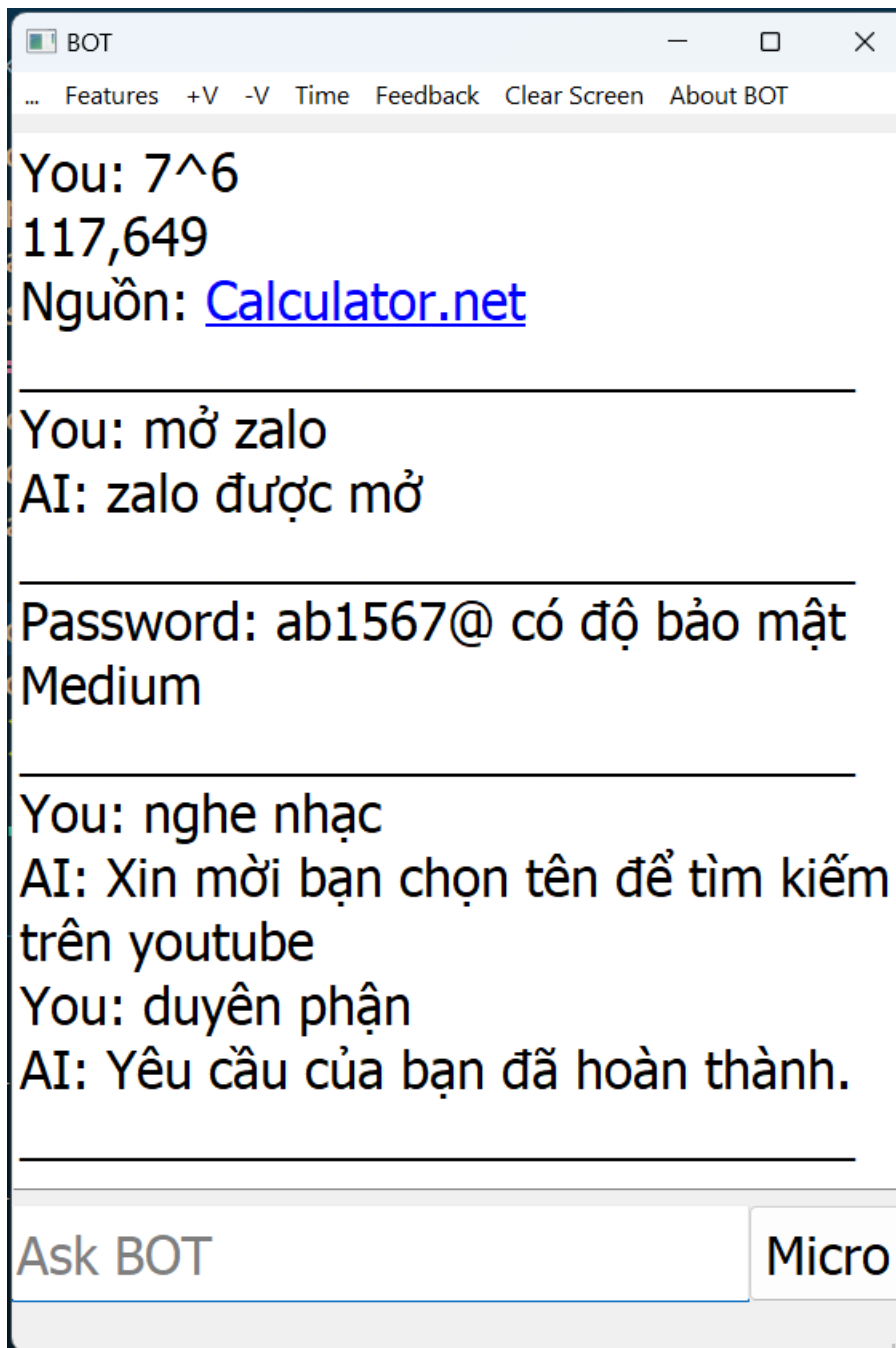 BOT
... Features +V -V Time Feedback Clear Screen About BOT
You: 7^6
117,649
Nguồn: Calculator.net
You: mở zalo
AI: zalo được mở
Password: ab1567@ có độ bảo mật
Medium
You: nghe nhạc
AI: Xin mời bạn chọn tên để tìm kiếm
trên youtube
You: duyên phận
AI: Yêu cầu của bạn đã hoàn thành.
Ask BOT Micro